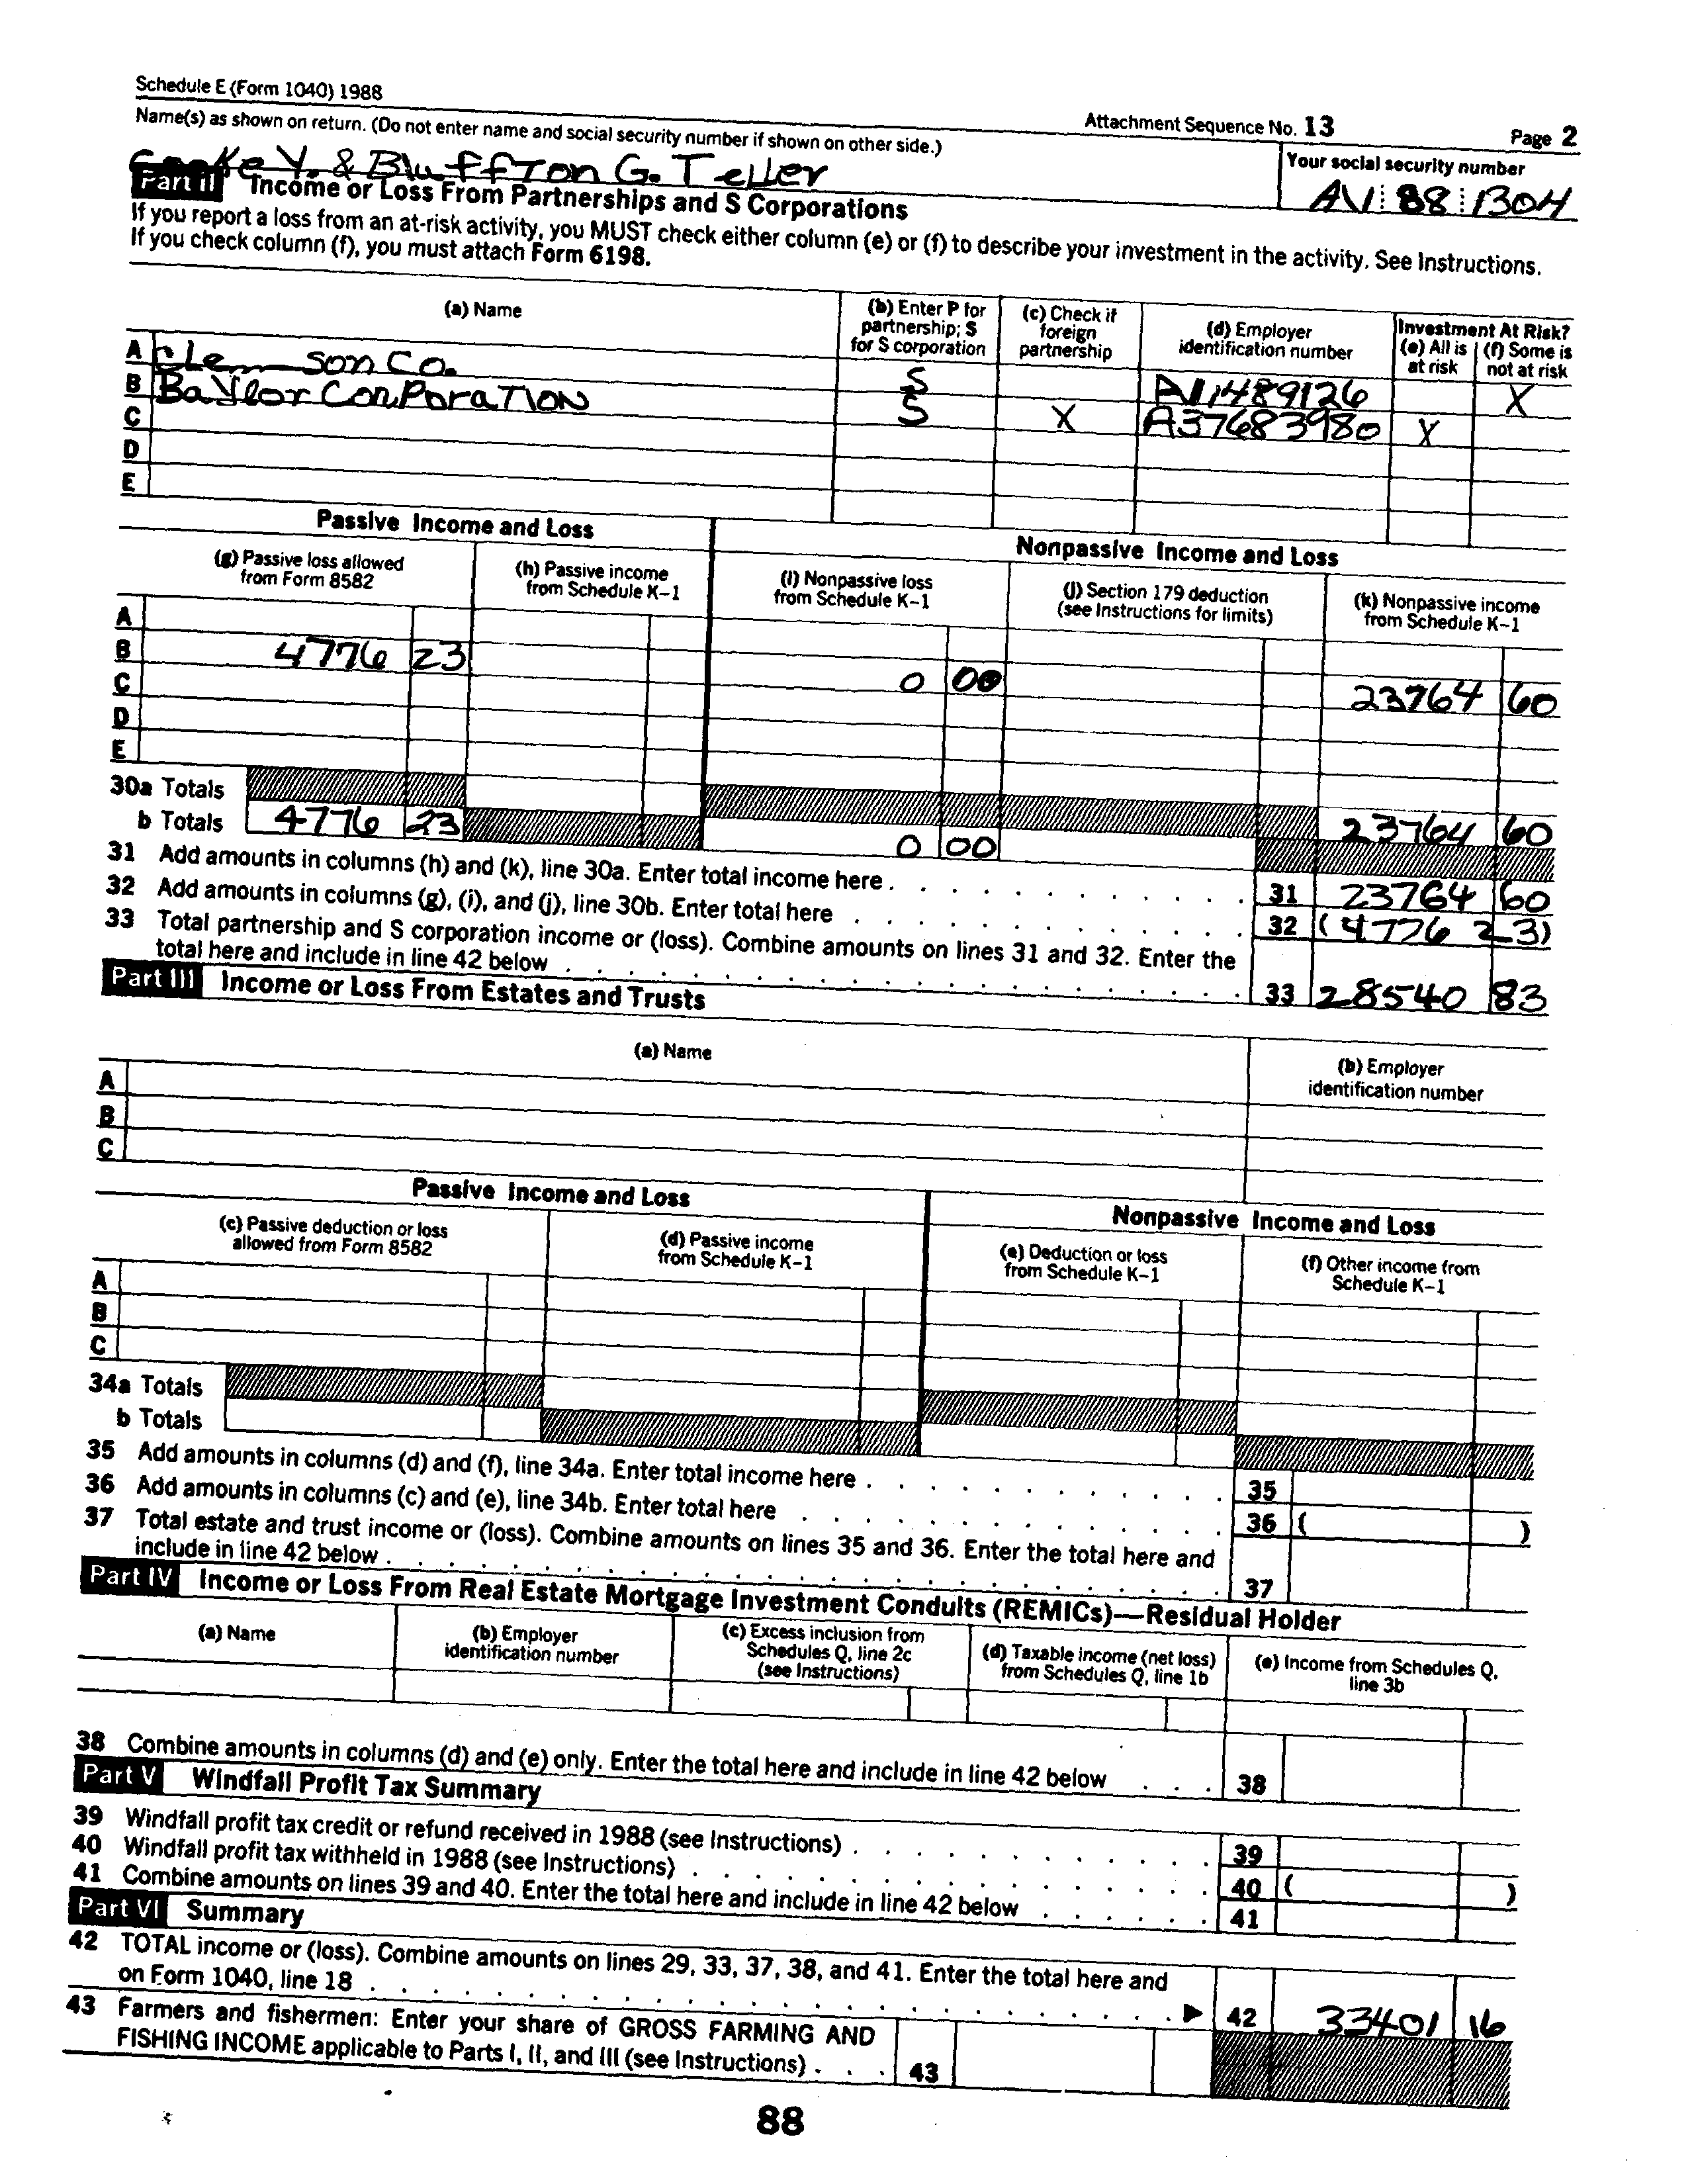 Schedule E (Form 1040) 1988
Attachment Sequence No. 13 Page 2
Name(s) as shown on return. (Do not enter name and social security number if shown on other side.)
Your social security number
CooKe Y. & BluffTon G. Teller
AV 88 1304
Part II Income or Loss From Partnerships and S Corporations
If you report a loss from an at-risk activity, you MUST check either column (e) or (f) to describe your investment in the activity. See Instructions.
If you check column (f), you must attach Form 6198.
(a) Name
(b) Enter P for partnership; S for S corporation
(c) Check if foreign partnership
(d) Employer identification number
Investment At Risk?
(e) All is at risk
(f) Some is not at risk
A Clemson Co. S X
B Baylor CorPoraTION S X A37683980 X
C
D
E
Passive Income and Loss
Nonpassive Income and Loss
(g) Passive loss allowed from Form 8582
(h) Passive income from Schedule K–1
(i) Nonpassive loss from Schedule K–1
(j) Section 179 deduction (see Instructions for limits)
(k) Nonpassive income from Schedule K–1
A 4776 23
B 0 00 23764 60
C
D
E
30a Totals 23764 60
b Totals 4776 23 0 00
31 Add amounts in columns (h) and (k), line 30a. Enter total income here . 31 23764 60
32 Add amounts in columns (g), (i), and (j), line 30b. Enter total here 32 (4776 23)
33 Total partnership and S corporation income or (loss). Combine amounts on lines 31 and 32. Enter the
total here and include in line 42 below 33 28540 83
Part III Income or Loss From Estates and Trusts
(a) Name
(b) Employer identification number
A
B
C
Passive Income and Loss
Nonpassive Income and Loss
(c) Passive deduction or loss allowed from Form 8582
(d) Passive income from Schedule K–1
(e) Deduction or loss from Schedule K–1
(f) Other income from Schedule K–1
A
B
C
34a Totals
b Totals
35 Add amounts in columns (d) and (f), line 34a. Enter total income here . 35
36 Add amounts in columns (c) and (e), line 34b. Enter total here 36 ( )
37 Total estate and trust income or (loss). Combine amounts on lines 35 and 36. Enter the total here and
include in line 42 below . 37
Part IV Income or Loss From Real Estate Mortgage Investment Conduits (REMICs)—Residual Holder
(a) Name
(b) Employer identification number
(c) Excess inclusion from Schedules Q, line 2c (see Instructions)
(d) Taxable income (net loss) from Schedules Q, line 1b
(e) Income from Schedules Q, line 3b
38 Combine amounts in columns (d) and (e) only. Enter the total here and include in line 42 below 38
Part V Windfall Profit Tax Summary
39 Windfall profit tax credit or refund received in 1988 (see Instructions) . 39
40 Windfall profit tax withheld in 1988 (see Instructions) . 40 ( )
41 Combine amounts on lines 39 and 40. Enter the total here and include in line 42 below 41
Part VI Summary
42 TOTAL income or (loss). Combine amounts on lines 29, 33, 37, 38, and 41. Enter the total here and
on Form 1040, line 18 . ▶ 42 33401 16
43 Farmers and fishermen: Enter your share of GROSS FARMING AND
FISHING INCOME applicable to Parts I, II, and III (see Instructions) . 43
88